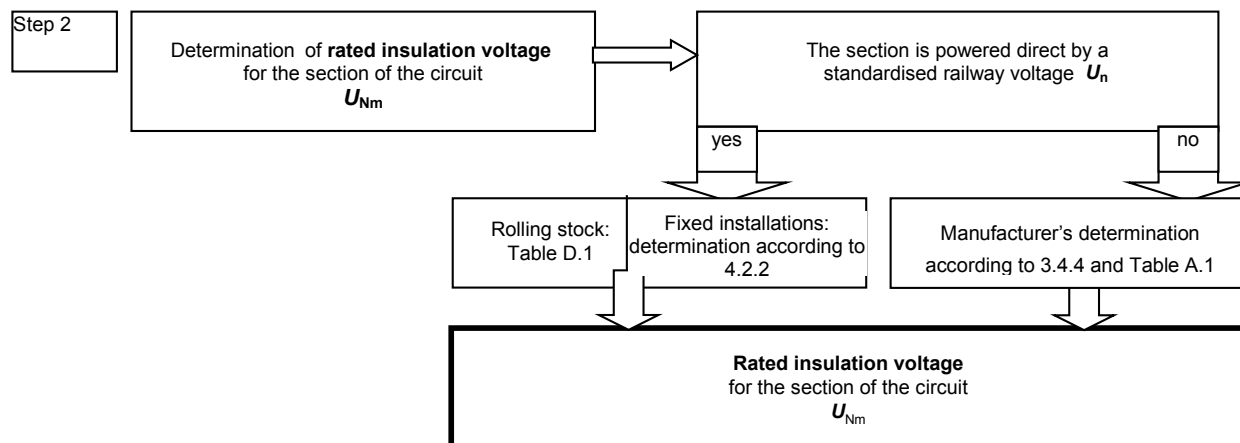 Step 2
Determination of rated insulation voltage
for the section of the circuit
UNm
The section is powered direct by a
standardised railway voltage Un
yes
no
Rolling stock:
Table D.1
Fixed installations:
determination according to
4.2.2
Manufacturer's determination
according to 3.4.4 and Table A.1
Rated insulation voltage
for the section of the circuit
UNm